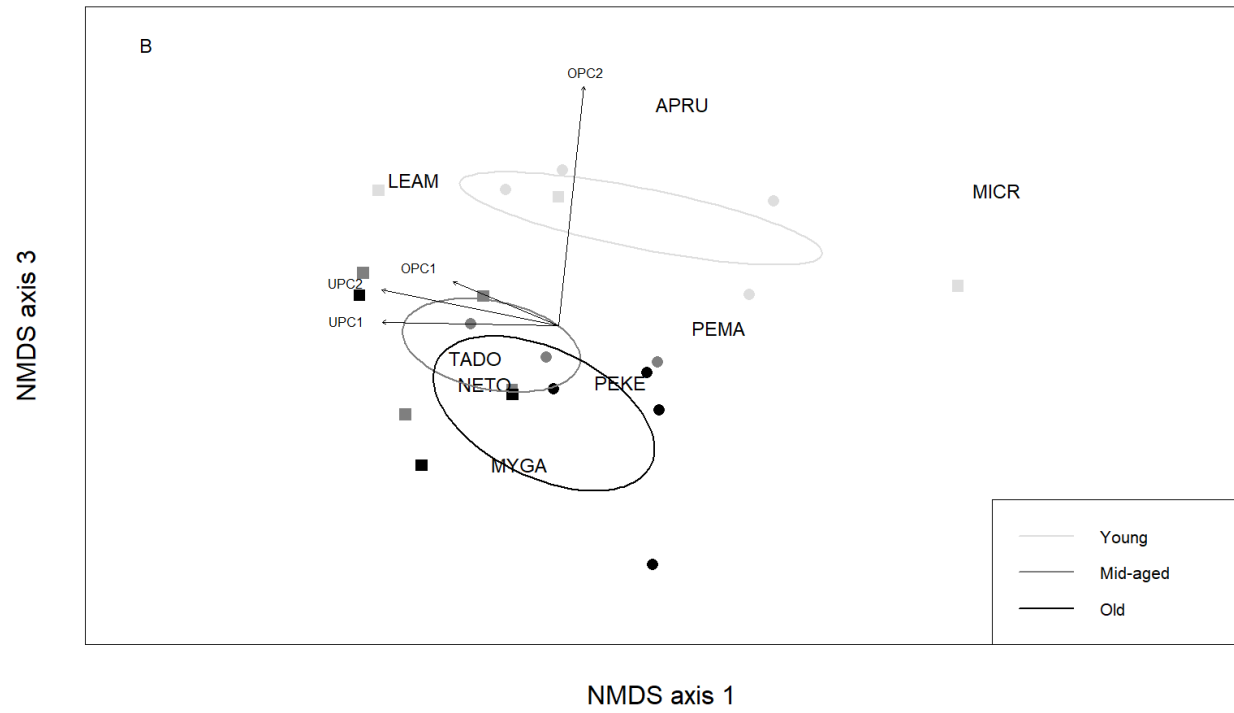 B
OPC2
APRU
LEAM
MICR
OPC1
UPC2
UPC1
PEMA
TADO
NETO
PEKE
MYGA
Young
Mid-aged
Old
NMDS axis 3
NMDS axis 1